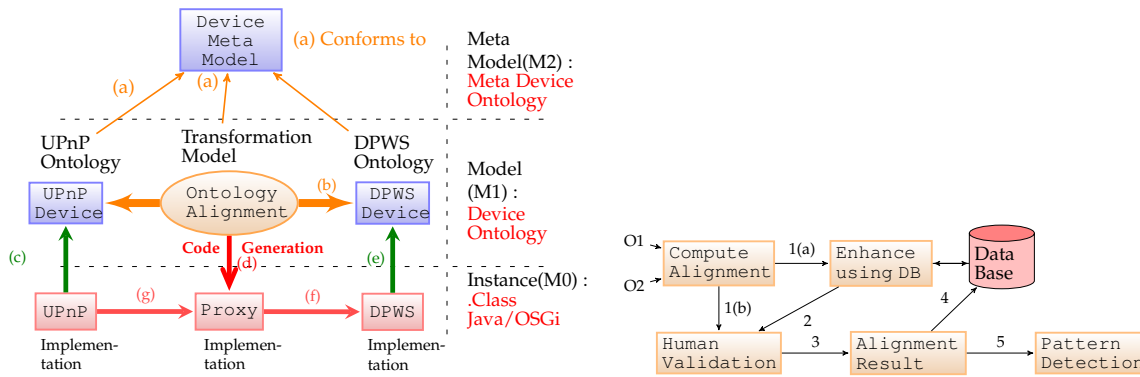 Device
Meta
Model
(a) Conforms to
Meta
Model(M2) :
Meta Device
Ontology
(a)
(a)
UPnP
Ontology
Transformation
Model
DPWS
Ontology
UPnP
Device
Ontology
Alignment
(b)
DPWS
Device
Model
(M1) :
Device
Ontology
Code Generation
(c)
(d)
(e)
Instance(M0) :
.Class
Java/OSGi
UPnP
(g)
Proxy
(f)
DPWS
Implemen-
tation
Implemen-
tation
Implemen-
tation
O1
O2
Compute
Alignment
1(a)
Enhance
using DB
Data
Base
1(b)
2
4
Human
Validation
3
Alignment
Result
5
Pattern
Detection